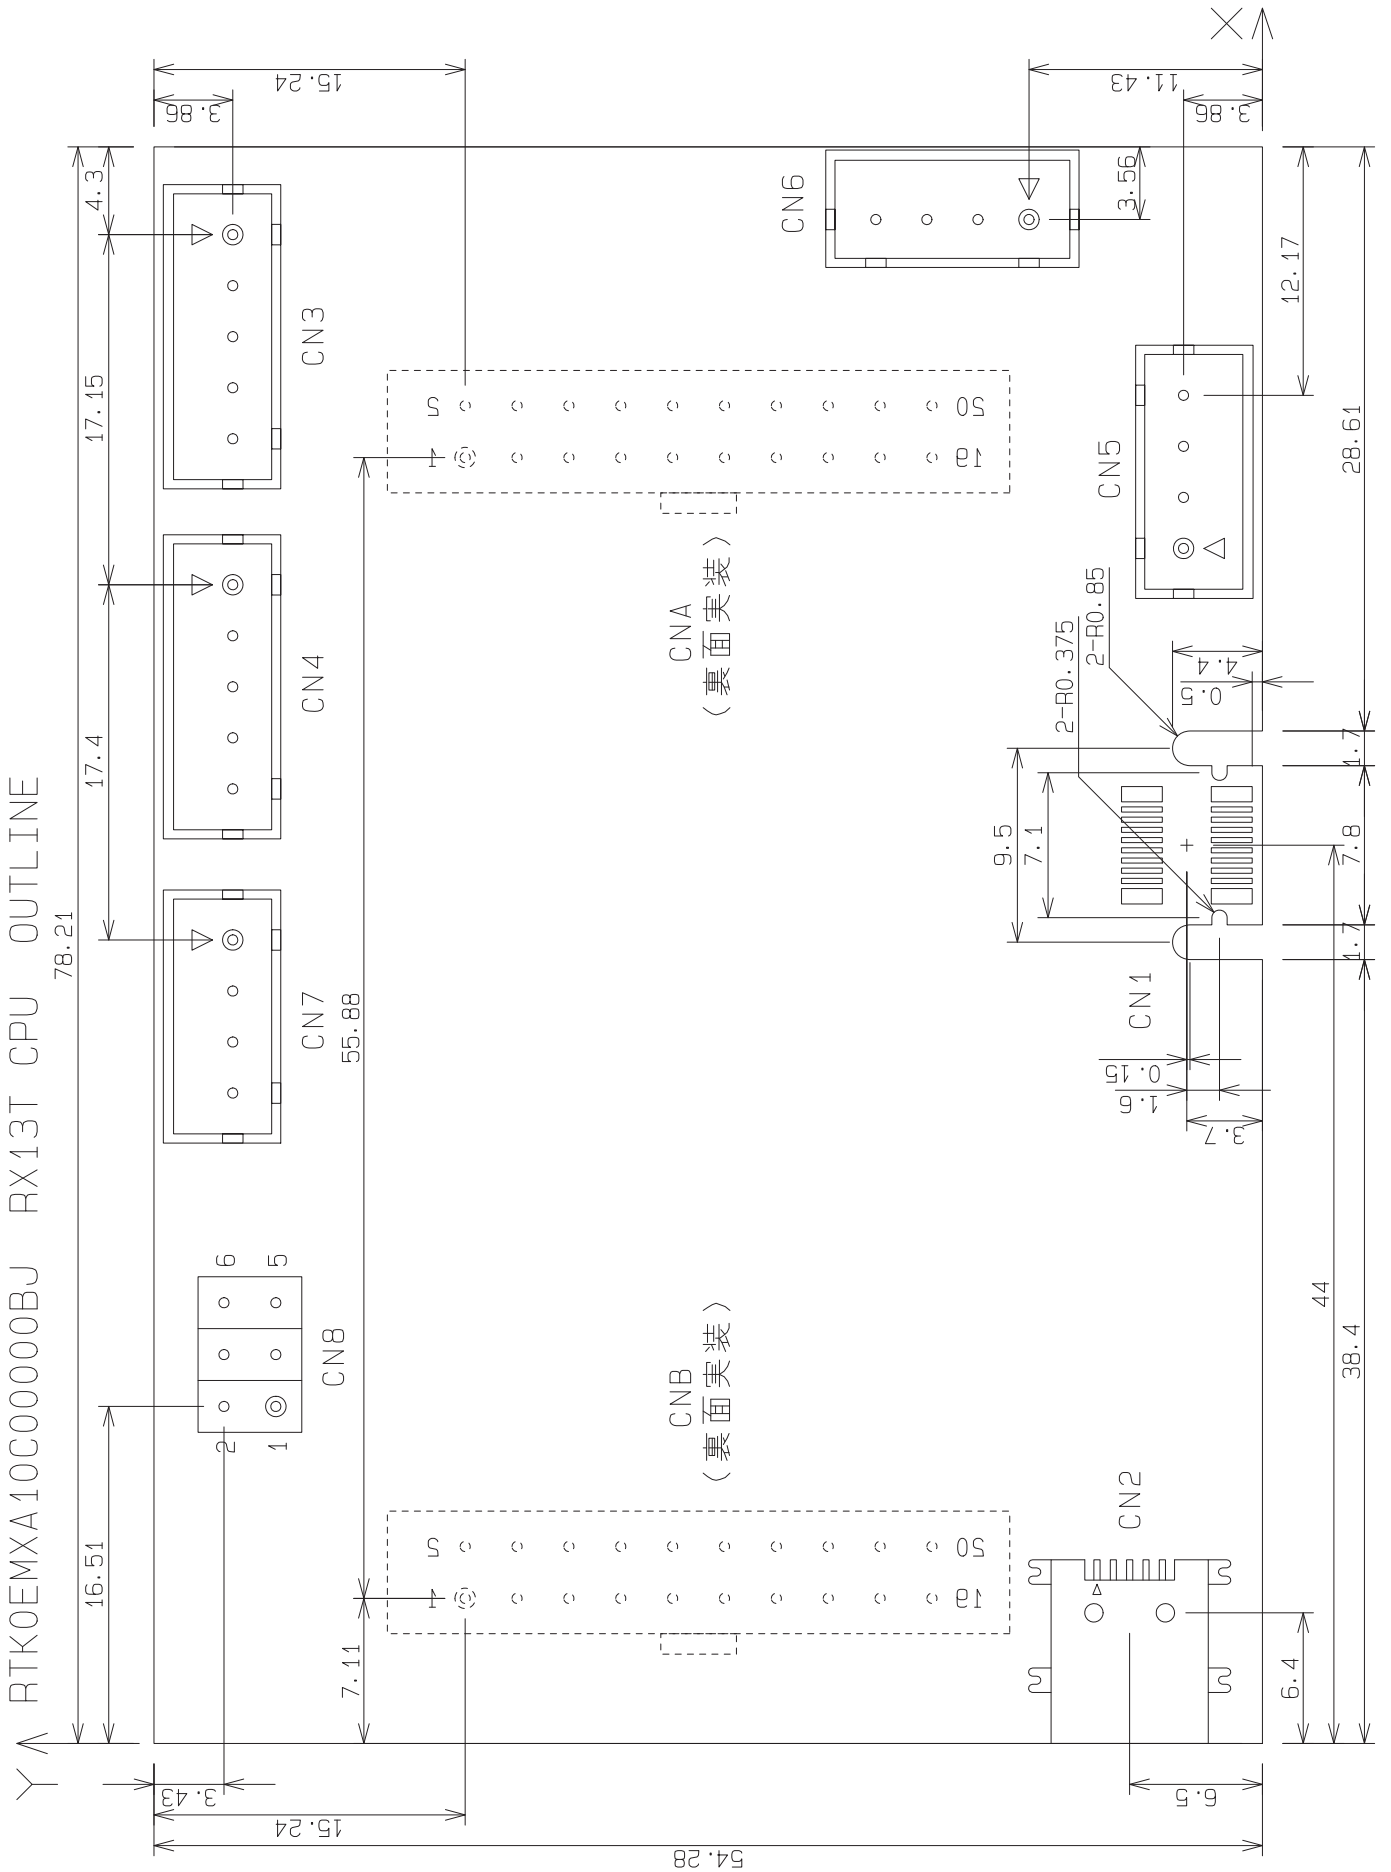 RTK0EMXA10C00000BJ RX13T CPU OUTLINE
Y
78.21
16.51
17.4
17.15
4.3
3.43
3.86
2
6
1
5
15.24
15.24
CN8
CN7
CN4
CN3
7.11
55.88
1
2
1
2
CNB
（裏面実装）
CNA
（裏面実装）
54.28
CN6
19
20
19
20
9.5
7.1
2-R0.375
2-R0.85
CN2
CN1
CN5
3.56
11.43
0.15
1.6
3.7
0.5
4.4
6.5
3.86
X
6.4
12.17
44
38.4
1.7
7.8
1.7
28.61